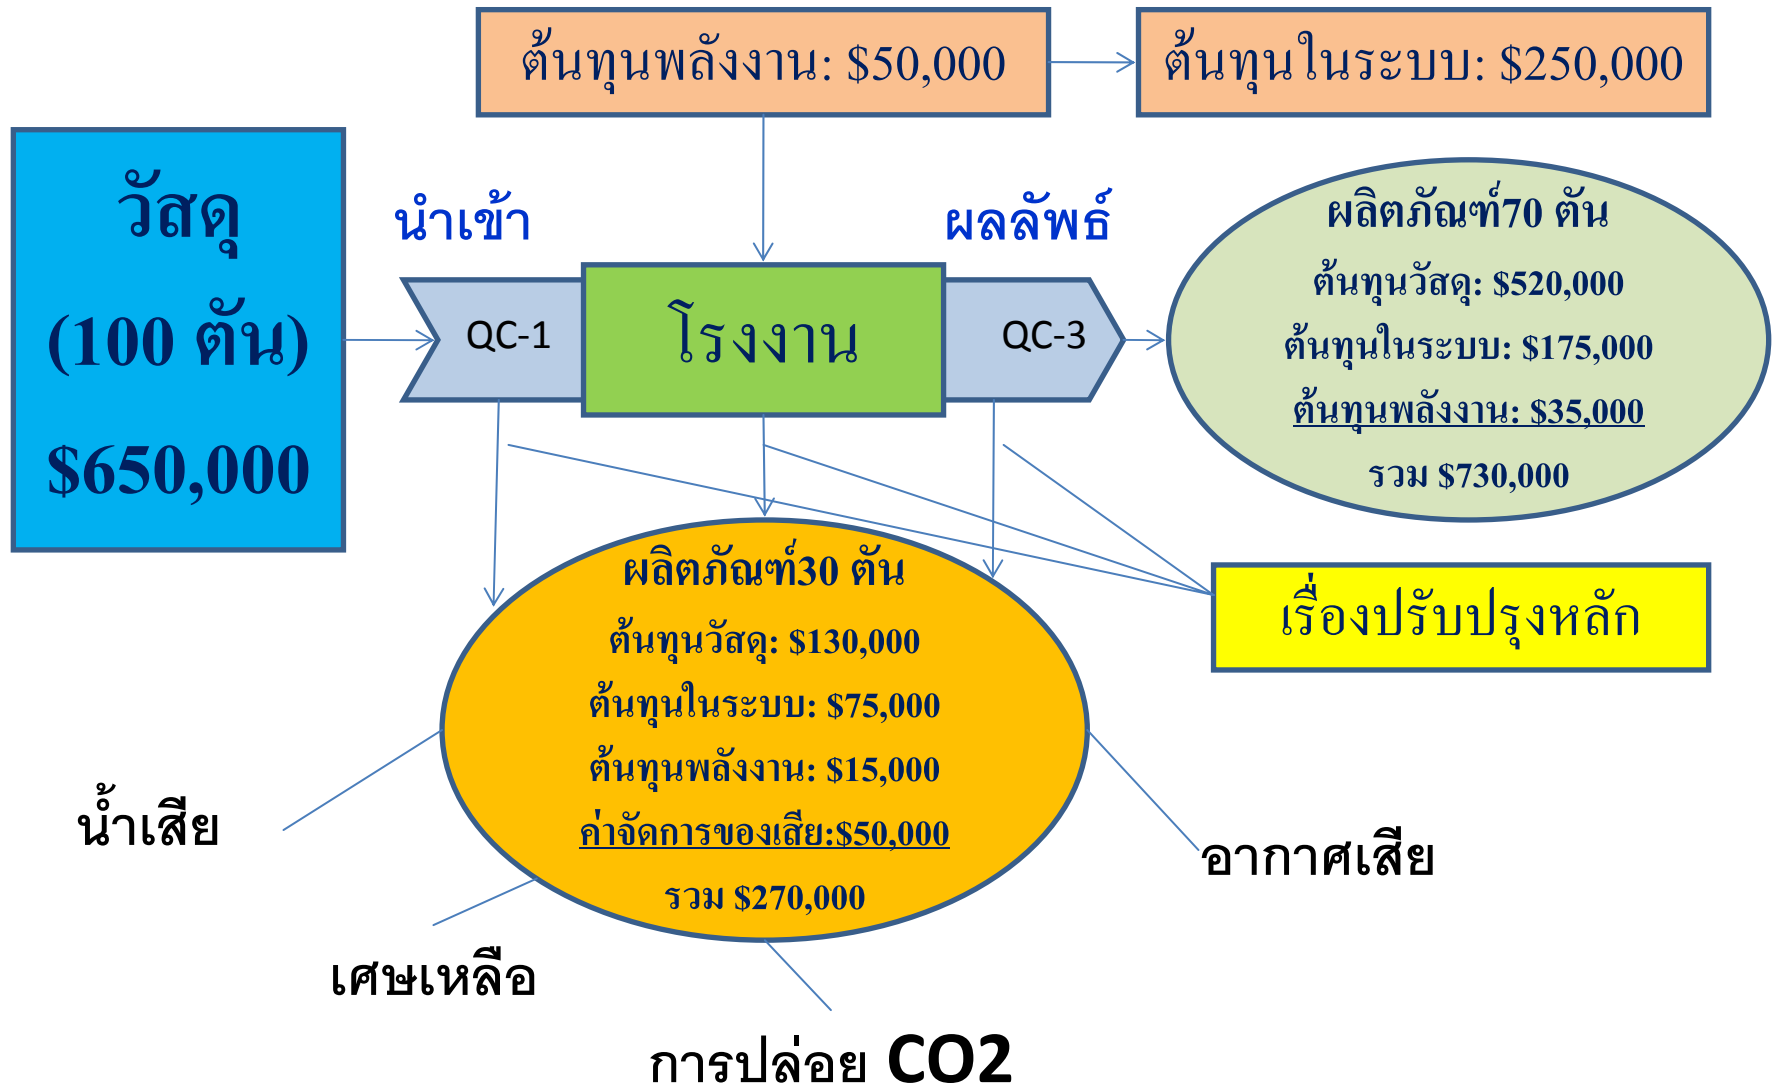 ต้นทุนพลังงาน: $50,000
ต้นทุนในระบบ: $250,000
วัสดุ
(100 ตัน)
$650,000
นำเข้า
ผลลัพธ์
QC-1
โรงงาน
QC-3
ผลิตภัณฑ์70 ตัน
ต้นทุนวัสดุ: $520,000
ต้นทุนในระบบ: $175,000
ต้นทุนพลังงาน: $35,000
รวม $730,000
ผลิตภัณฑ์30 ตัน
ต้นทุนวัสดุ: $130,000
ต้นทุนในระบบ: $75,000
ต้นทุนพลังงาน: $15,000
ค่าจัดการของเสีย:$50,000
รวม $270,000
เรื่องปรับปรุงหลัก
น้ำเสีย
อากาศเสีย
เศษเหลือ
การปล่อย CO2